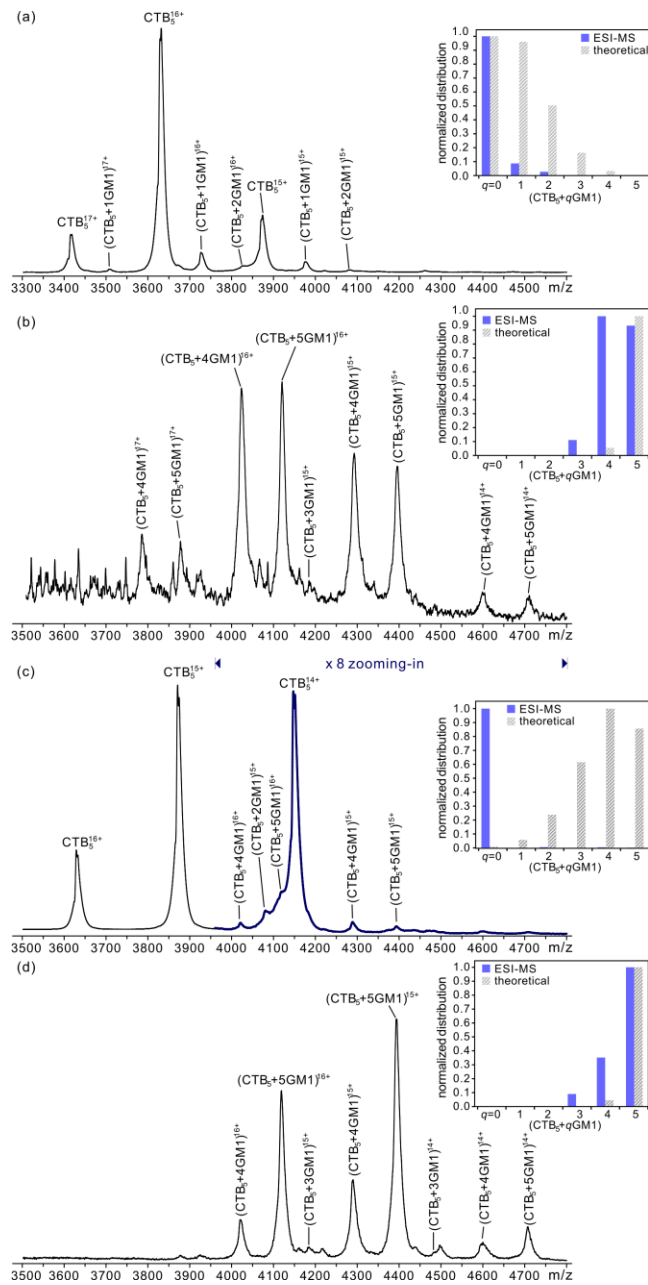 (a)
CTB₅¹⁶⁺
CTB₅¹⁷⁺
(CTB₅+1GM1)¹⁷⁺
(CTB₅+1GM1)¹⁶⁺
(CTB₅+2GM1)¹⁶⁺
CTB₅¹⁵⁺
(CTB₅+1GM1)¹⁵⁺
(CTB₅+2GM1)¹⁵⁺
3300 3400 3500 3600 3700 3800 3900 4000 4100 4200 4300 4400 4500 m/z
ESI-MS
theoretical
normalized distribution
1.0
0.9
0.8
0.7
0.6
0.5
0.4
0.3
0.2
0.1
0.0
q=0 1 2 3 4 5
(CTB₅+qGM1)
(b)
(CTB₅+4GM1)¹⁷⁺
(CTB₅+5GM1)¹⁷⁺
(CTB₅+4GM1)¹⁶⁺
(CTB₅+5GM1)¹⁶⁺
(CTB₅+3GM1)¹⁵⁺
(CTB₅+4GM1)¹⁵⁺
(CTB₅+5GM1)¹⁵⁺
(CTB₅+4GM1)¹⁴⁺
(CTB₅+5GM1)¹⁴⁺
3500 3600 3700 3800 3900 4000 4100 4200 4300 4400 4500 4600 4700 m/z
ESI-MS
theoretical
normalized distribution
1.0
0.9
0.8
0.7
0.6
0.5
0.4
0.3
0.2
0.1
0.0
q=0 1 2 3 4 5
(CTB₅+qGM1)
(c)
x 8 zooming-in
CTB₅¹⁶⁺
CTB₅¹⁵⁺
(CTB₅+4GM1)¹⁶⁺
(CTB₅+2GM1)¹⁵⁺
(CTB₅+5GM1)¹⁶⁺
CTB₅¹⁴⁺
(CTB₅+4GM1)¹⁵⁺
(CTB₅+5GM1)¹⁵⁺
3500 3600 3700 3800 3900 4000 4100 4200 4300 4400 4500 4600 4700 m/z
ESI-MS
theoretical
normalized distribution
1.0
0.9
0.8
0.7
0.6
0.5
0.4
0.3
0.2
0.1
0.0
q=0 1 2 3 4 5
(CTB₅+qGM1)
(d)
(CTB₅+4GM1)¹⁶⁺
(CTB₅+5GM1)¹⁶⁺
(CTB₅+3GM1)¹⁵⁺
(CTB₅+4GM1)¹⁵⁺
(CTB₅+5GM1)¹⁵⁺
(CTB₅+3GM1)¹⁴⁺
(CTB₅+4GM1)¹⁴⁺
(CTB₅+5GM1)¹⁴⁺
3500 3600 3700 3800 3900 4000 4100 4200 4300 4400 4500 4600 4700 m/z
ESI-MS
theoretical
normalized distribution
1.0
0.9
0.8
0.7
0.6
0.5
0.4
0.3
0.2
0.1
0.0
q=0 1 2 3 4 5
(CTB₅+qGM1)